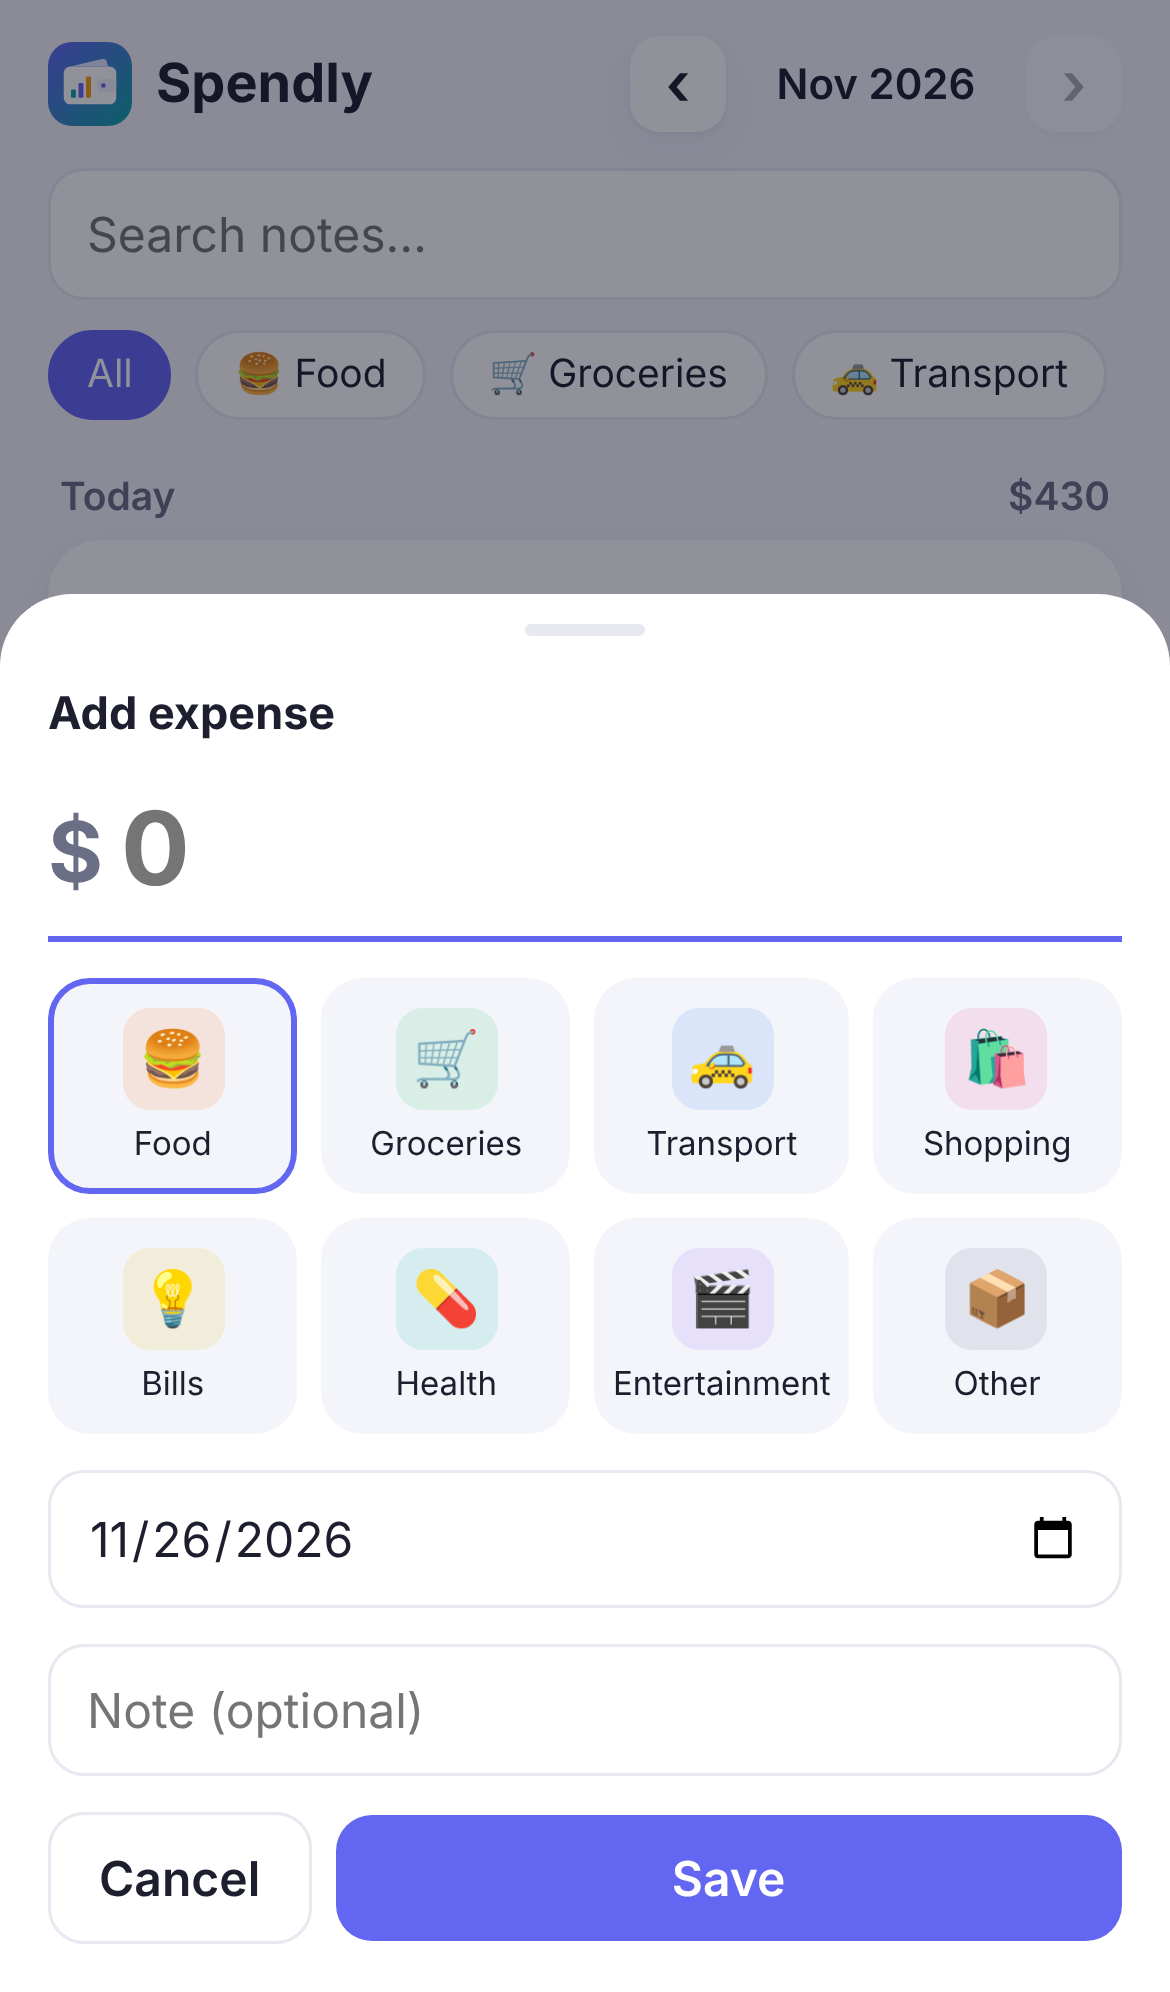 Spendly
Nov 2026
Search notes...
All
Food
Groceries
Transport
Today
$430
Add expense
$ 0
Food
Groceries
Transport
Shopping
Bills
Health
Entertainment
Other
11/26/2026
Note (optional)
Cancel
Save